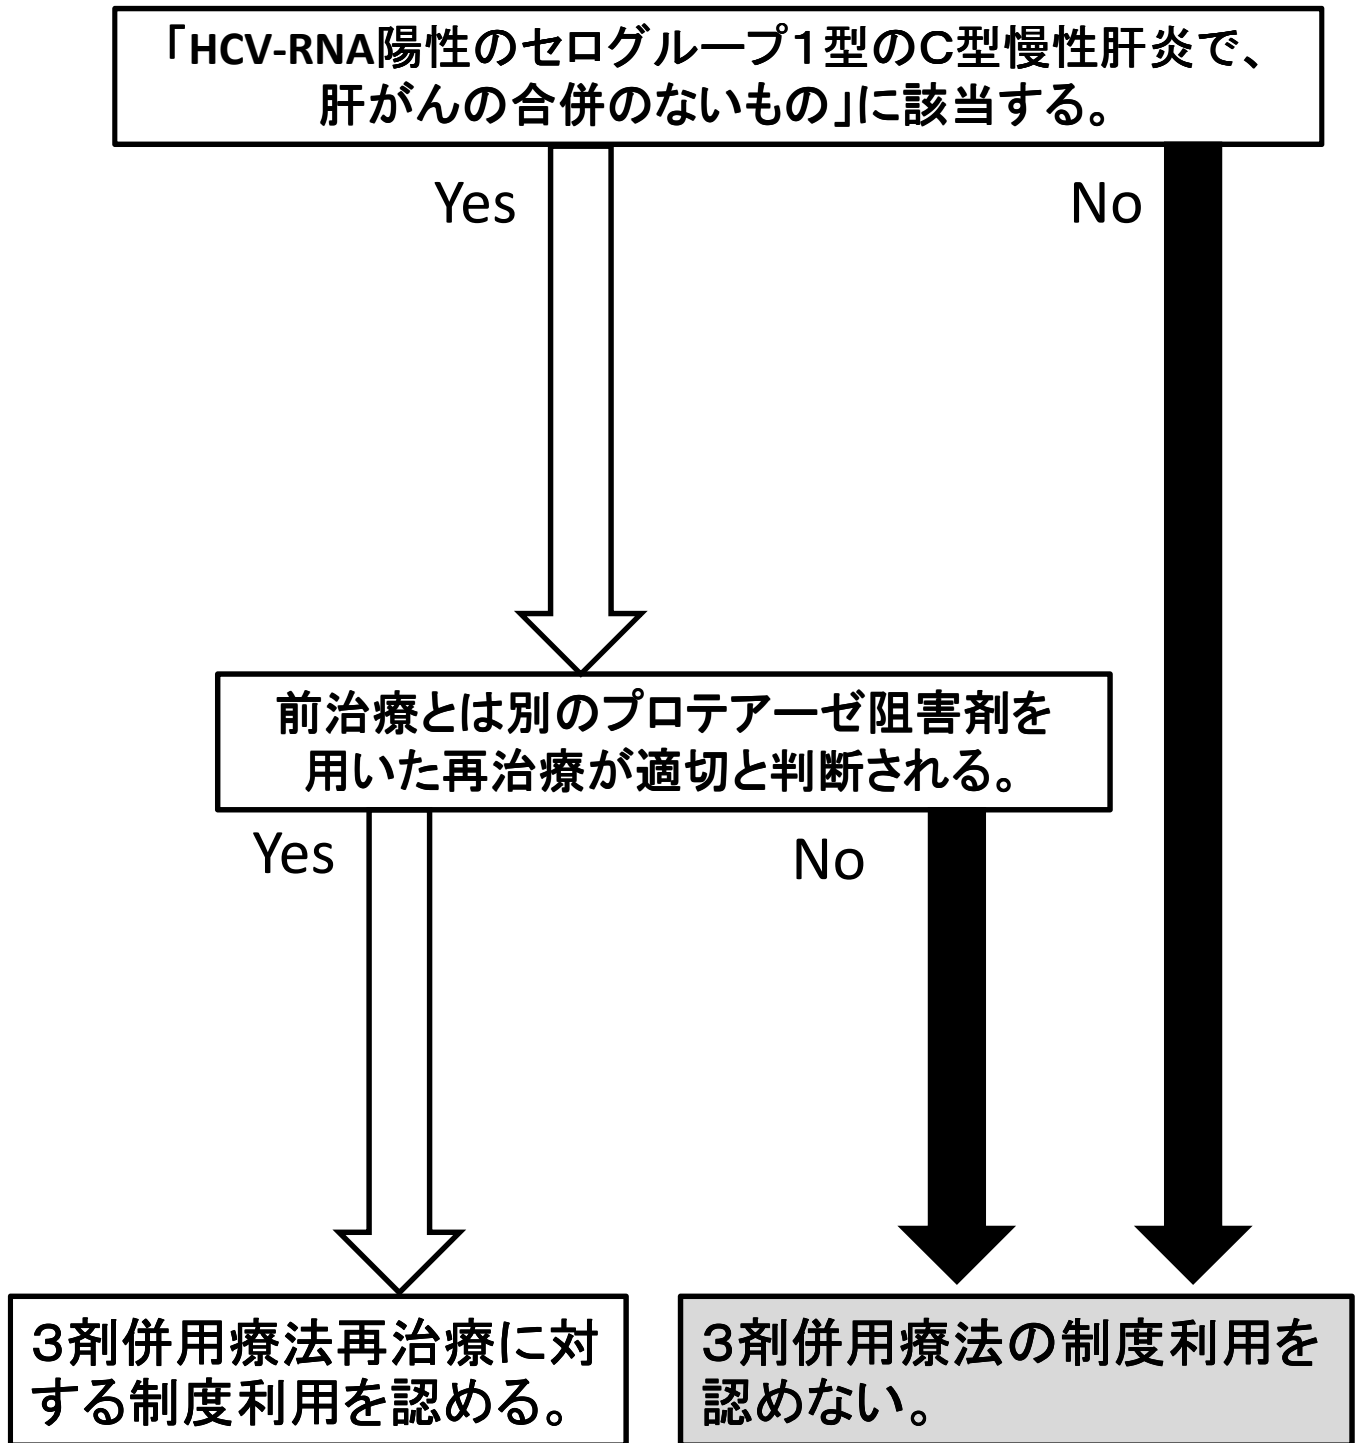 「HCV-RNA陽性のセログループ１型のＣ型慢性肝炎で、
肝がんの合併のないもの」に該当する。
Yes
No
前治療とは別のプロテアーゼ阻害剤を
用いた再治療が適切と判断される。
Yes
No
３剤併用療法再治療に対
する制度利用を認める。
３剤併用療法の制度利用を
認めない。